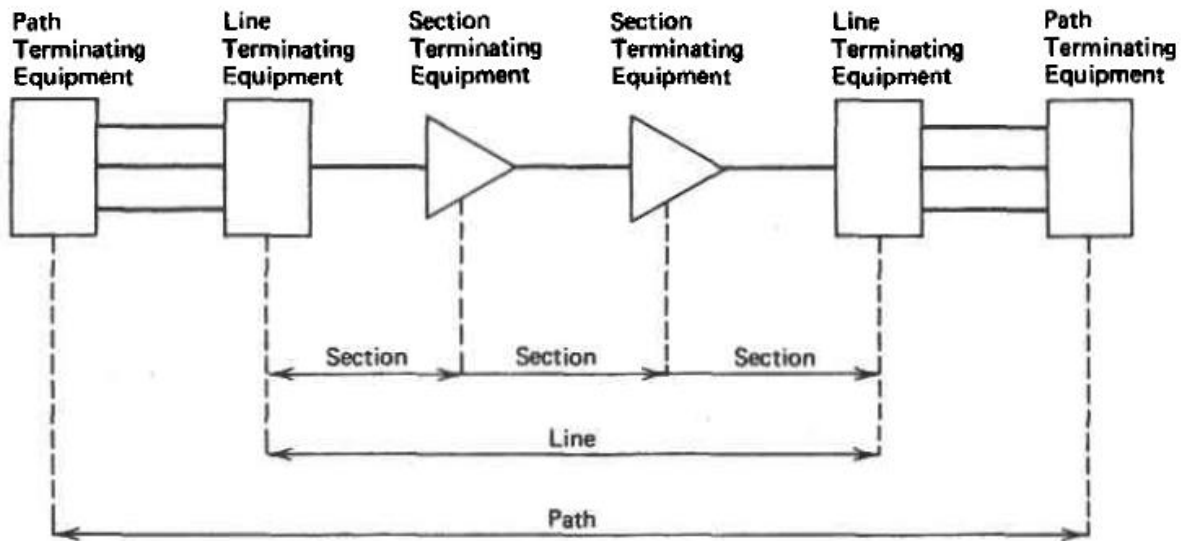 Path
Terminating
Equipment
Line
Terminating
Equipment
Section
Terminating
Equipment
Section
Terminating
Equipment
Line
Terminating
Equipment
Path
Terminating
Equipment
Section
Section
Section
Line
Path